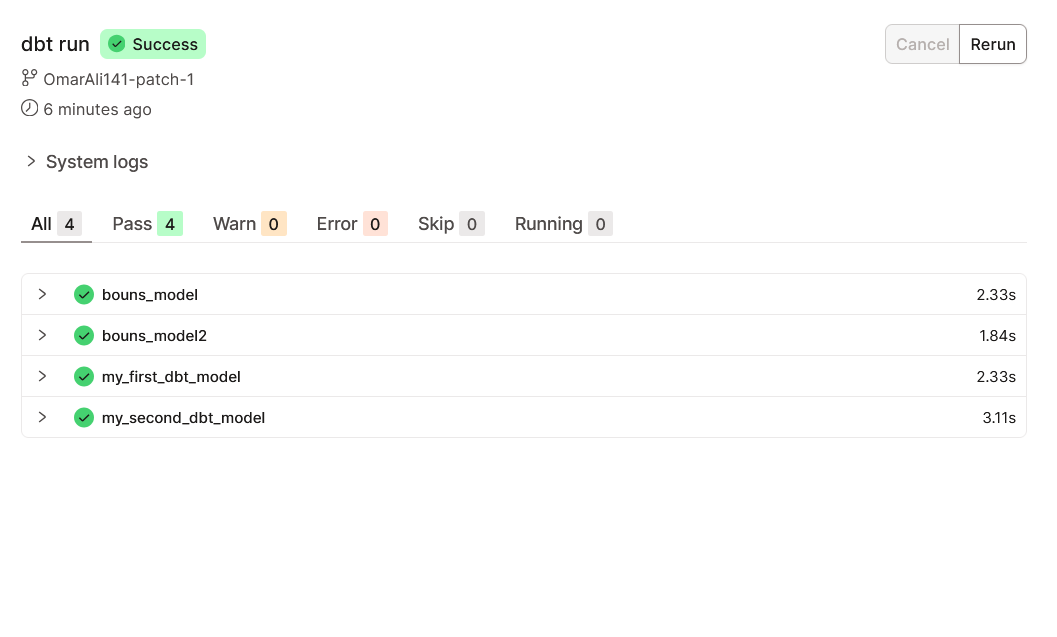 dbt run Success Cancel Rerun
OmarAli141-patch-1
6 minutes ago
System logs
All 4 Pass 4 Warn 0 Error 0 Skip 0 Running 0
bouns_model 2.33s
bouns_model2 1.84s
my_first_dbt_model 2.33s
my_second_dbt_model 3.11s